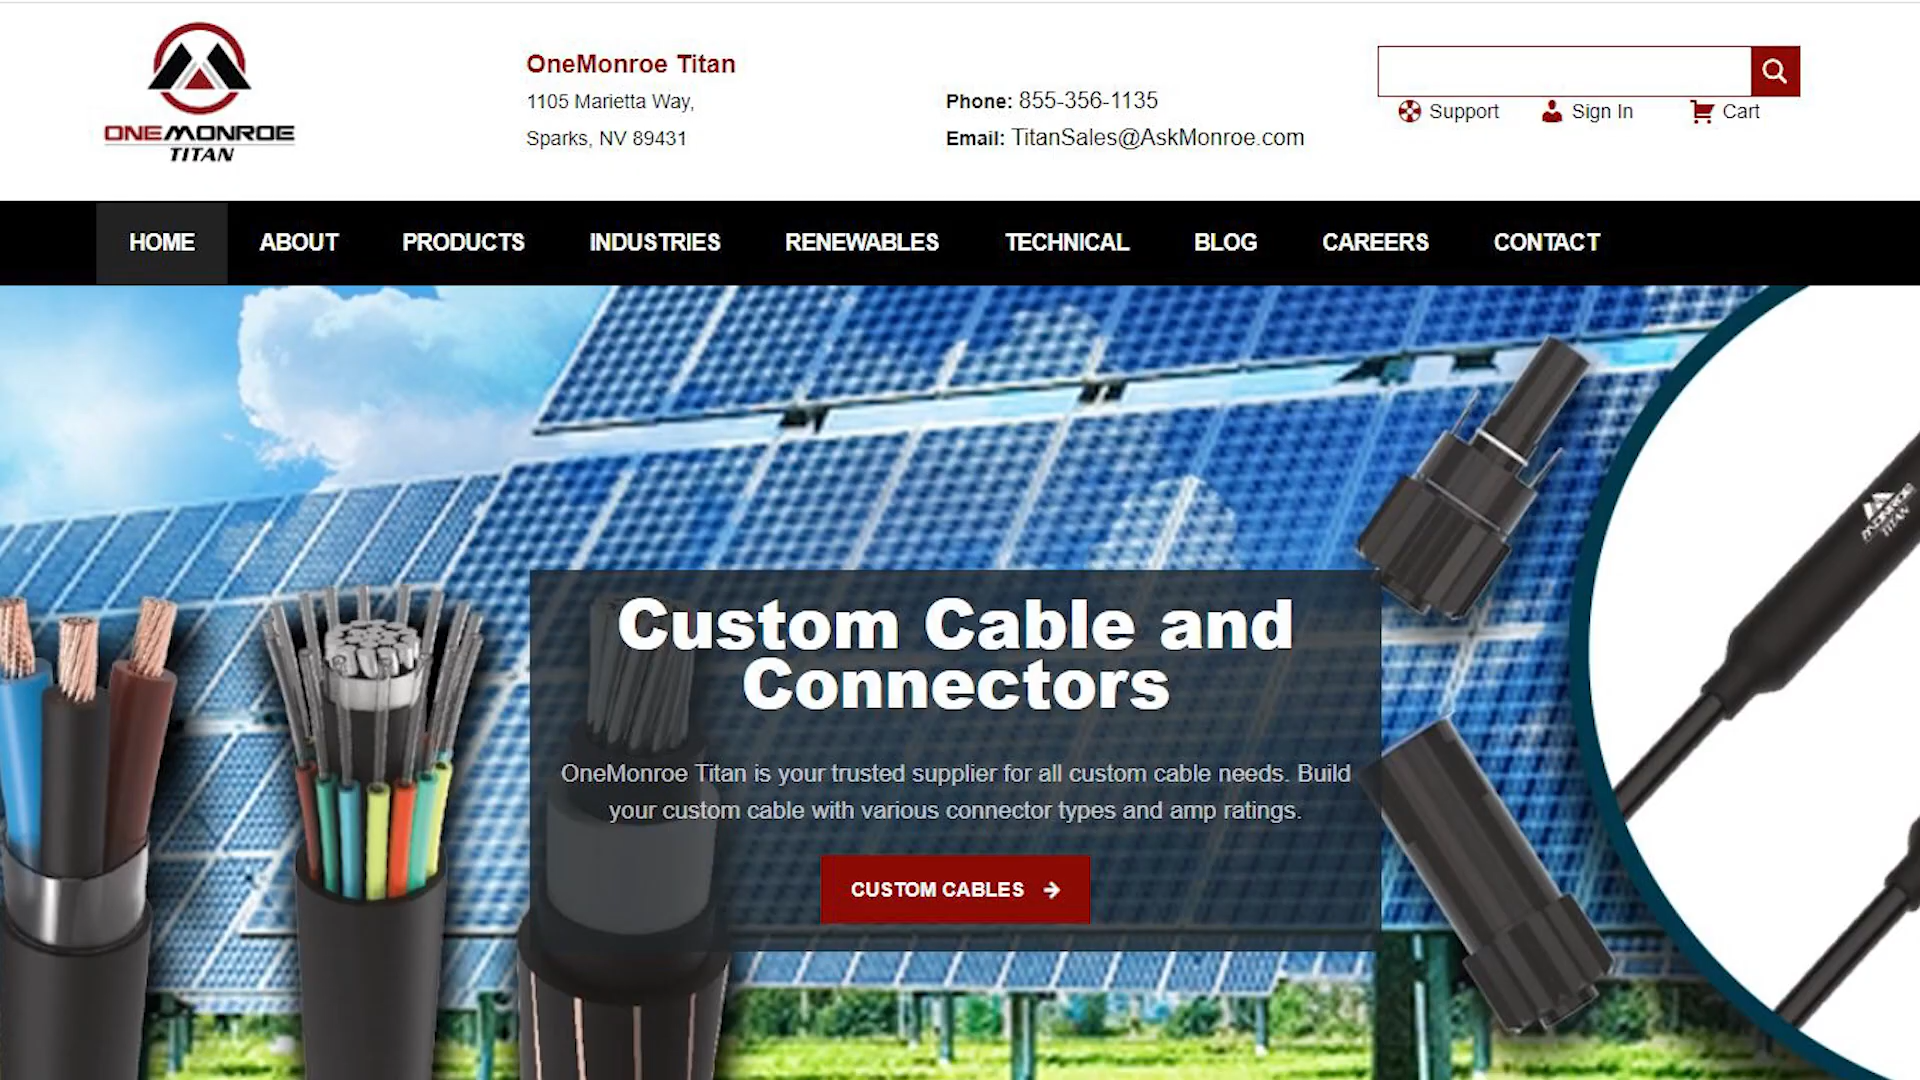 ONEMONROE
TITAN
OneMonroe Titan
1105 Marietta Way,
Sparks, NV 89431
Phone: 855-356-1135
Email: TitanSales@AskMonroe.com
Support
Sign In
Cart
HOME
ABOUT
PRODUCTS
INDUSTRIES
RENEWABLES
TECHNICAL
BLOG
CAREERS
CONTACT
MONROE
TITAN
Custom Cable and
Connectors
OneMonroe Titan is your trusted supplier for all custom cable needs. Build
your custom cable with various connector types and amp ratings.
CUSTOM CABLES